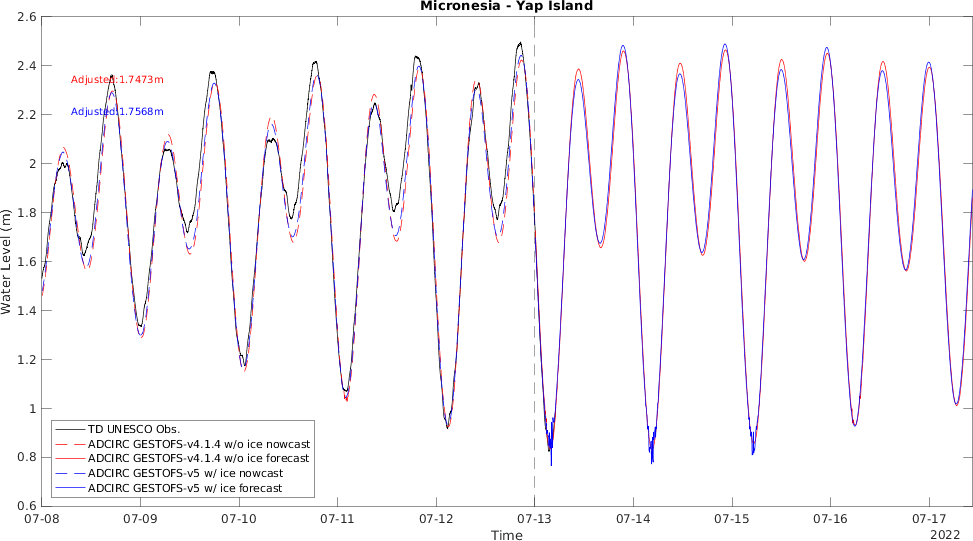 Micronesia - Yap Island
2.6
2.4
2.2
2
1.8
1.6
1.4
1.2
1
0.8
0.6
Water Level (m)
Adjusted:1.7473m
Adjusted:1.7568m
TD UNESCO Obs.
ADCIRC GESTOFS-v4.1.4 w/o ice nowcast
ADCIRC GESTOFS-v4.1.4 w/o ice forecast
ADCIRC GESTOFS-v5 w/ ice nowcast
ADCIRC GESTOFS-v5 w/ ice forecast
07-08 07-09 07-10 07-11 07-12 07-13 07-14 07-15 07-16 07-17
Time
2022